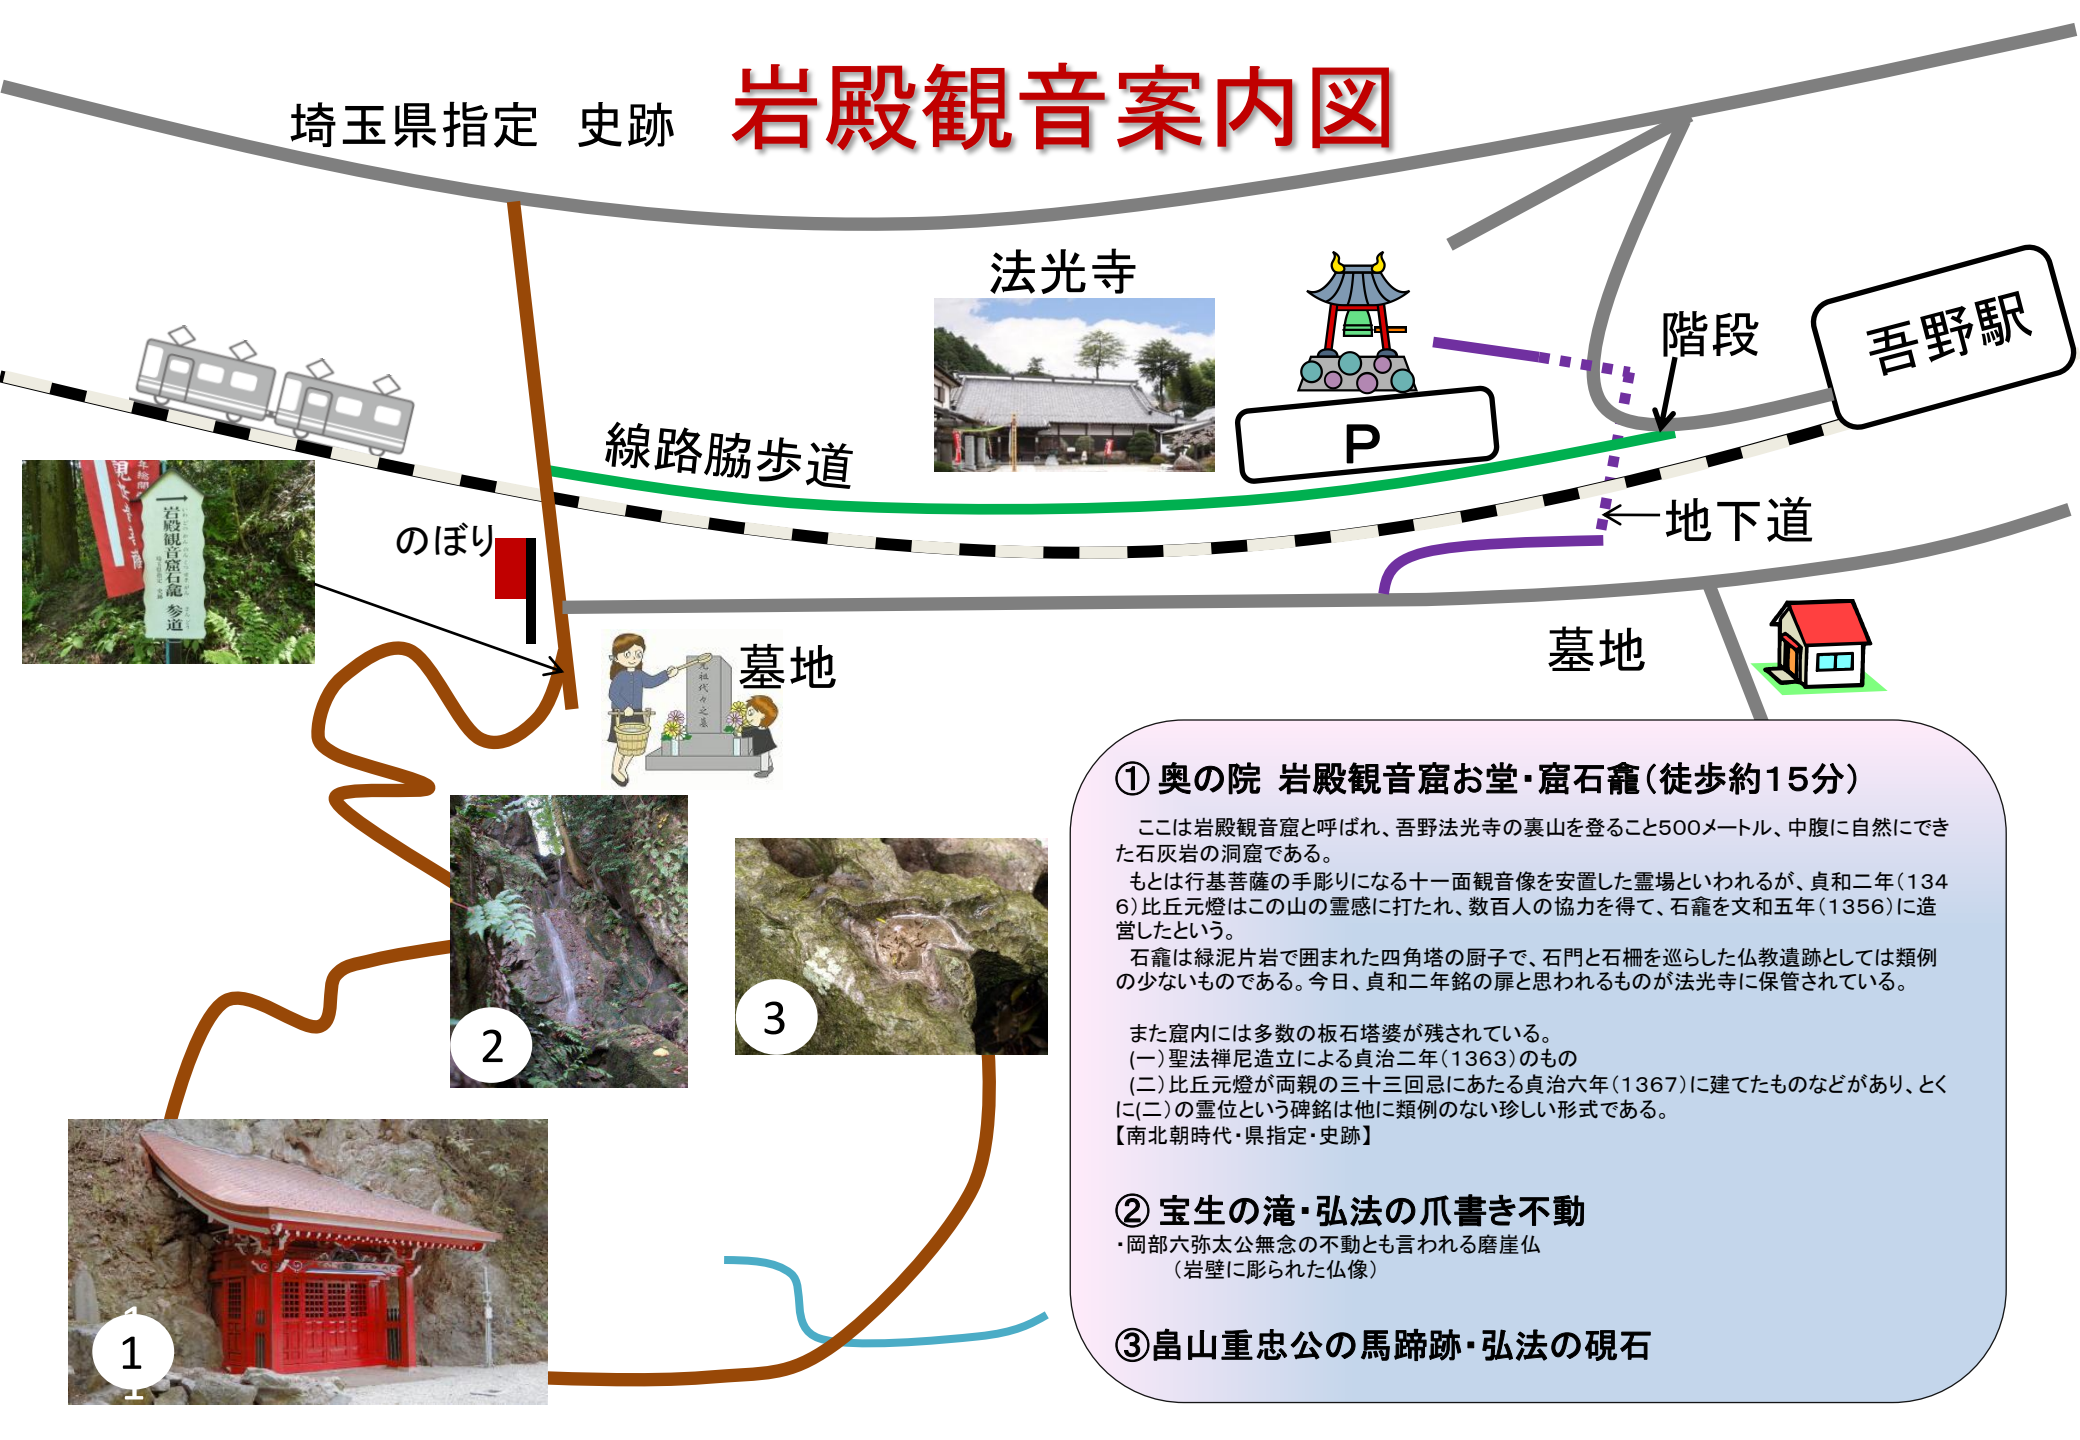 埼玉県指定　史跡　岩殿観音案内図
法光寺
階段
吾野駅
P
線路脇歩道
地下道
のぼり
岩殿観音窟石龕 参道
墓地
墓地
先祖代々之墓
① 奥の院 岩殿観音窟お堂・窟石龕（徒歩約15分）
ここは岩殿観音窟と呼ばれ、吾野法光寺の裏山を登ること500メートル、中腹に自然にでき
た石灰岩の洞窟である。
もとは行基菩薩の手彫りになる十一面観音像を安置した霊場といわれるが、貞和二年（134
6）比丘元燈はこの山の霊感に打たれ、数百人の協力を得て、石龕を文和五年（1356）に造
営したという。
石龕は緑泥片岩で囲まれた四角塔の厨子で、石門と石柵を巡らした仏教遺跡としては類例
の少ないものである。今日、貞和二年銘の扉と思われるものが法光寺に保管されている。
また窟内には多数の板石塔婆が残されている。
(一）聖法禅尼造立による貞治二年（1363）のもの
(二）比丘元燈が両親の三十三回忌にあたる貞治六年（1367）に建てたものなどがあり、とく
に(二）の霊位という碑銘は他に類例のない珍しい形式である。
【南北朝時代・県指定・史跡】
② 宝生の滝・弘法の爪書き不動
・岡部六弥太公無念の不動とも言われる磨崖仏
（岩壁に彫られた仏像）
③畠山重忠公の馬蹄跡・弘法の硯石
2
3
1